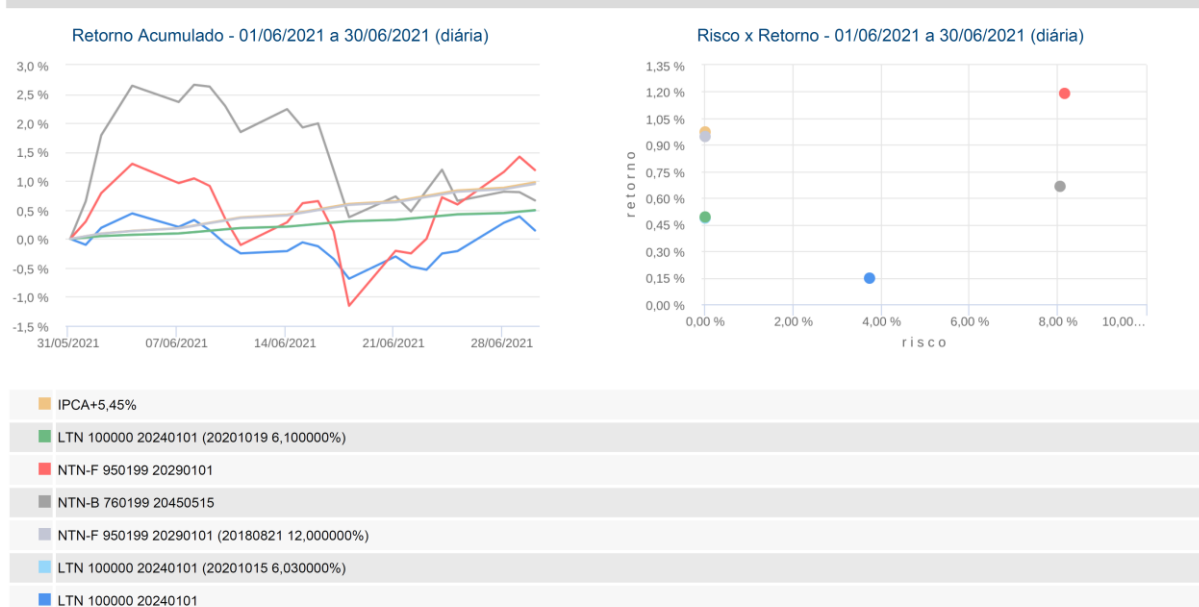 Retorno Acumulado - 01/06/2021 a 30/06/2021 (diária)
3,0 %
2,5 %
2,0 %
1,5 %
1,0 %
0,5 %
0,0 %
-0,5 %
-1,0 %
-1,5 %
31/05/2021
07/06/2021
14/06/2021
21/06/2021
28/06/2021
Risco x Retorno - 01/06/2021 a 30/06/2021 (diária)
retorno
1,35 %
1,20 %
1,05 %
0,90 %
0,75 %
0,60 %
0,45 %
0,30 %
0,15 %
0,00 %
0,00 %
2,00 %
4,00 %
6,00 %
8,00 %
10,00...
risco
IPCA+5,45%
LTN 100000 20240101 (20201019 6,100000%)
NTN-F 950199 20290101
NTN-B 760199 20450515
NTN-F 950199 20290101 (20180821 12,000000%)
LTN 100000 20240101 (20201015 6,030000%)
LTN 100000 20240101